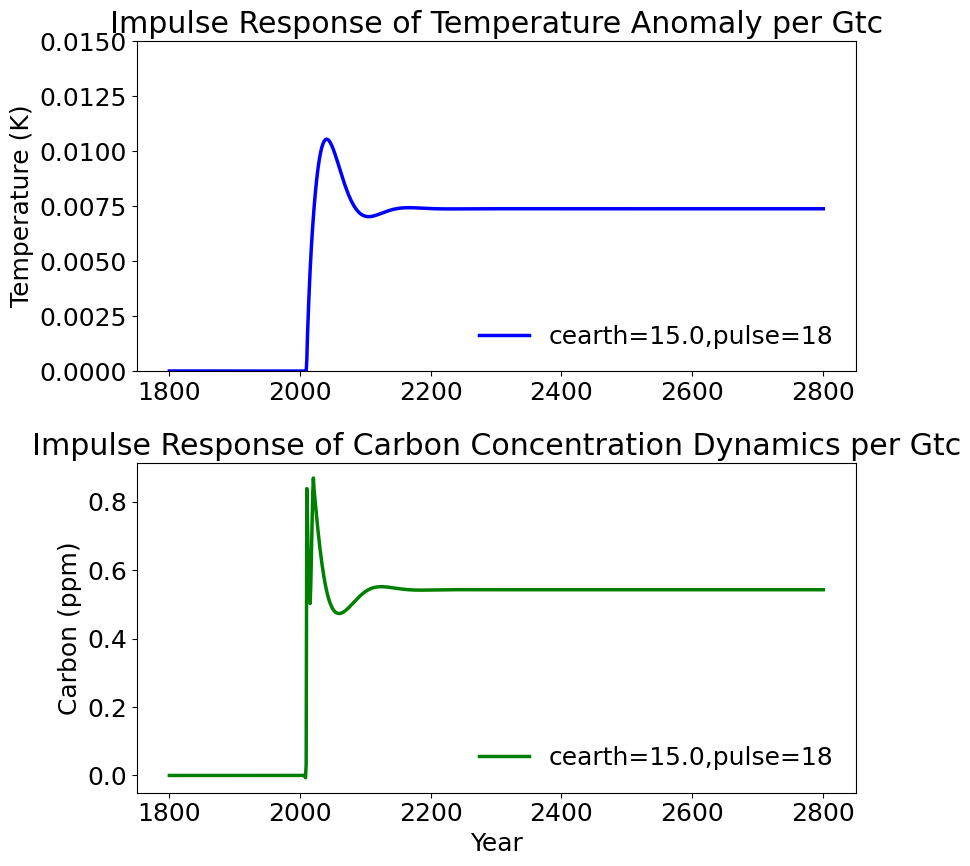 Impulse Response of Temperature Anomaly per Gtc
0.0150
0.0125
0.0100
0.0075
0.0050
0.0025
0.0000
Temperature (K)
cearth=15.0,pulse=18
1800 2000 2200 2400 2600 2800
Impulse Response of Carbon Concentration Dynamics per Gtc
0.8
0.6
0.4
0.2
0.0
Carbon (ppm)
cearth=15.0,pulse=18
1800 2000 2200 2400 2600 2800
Year